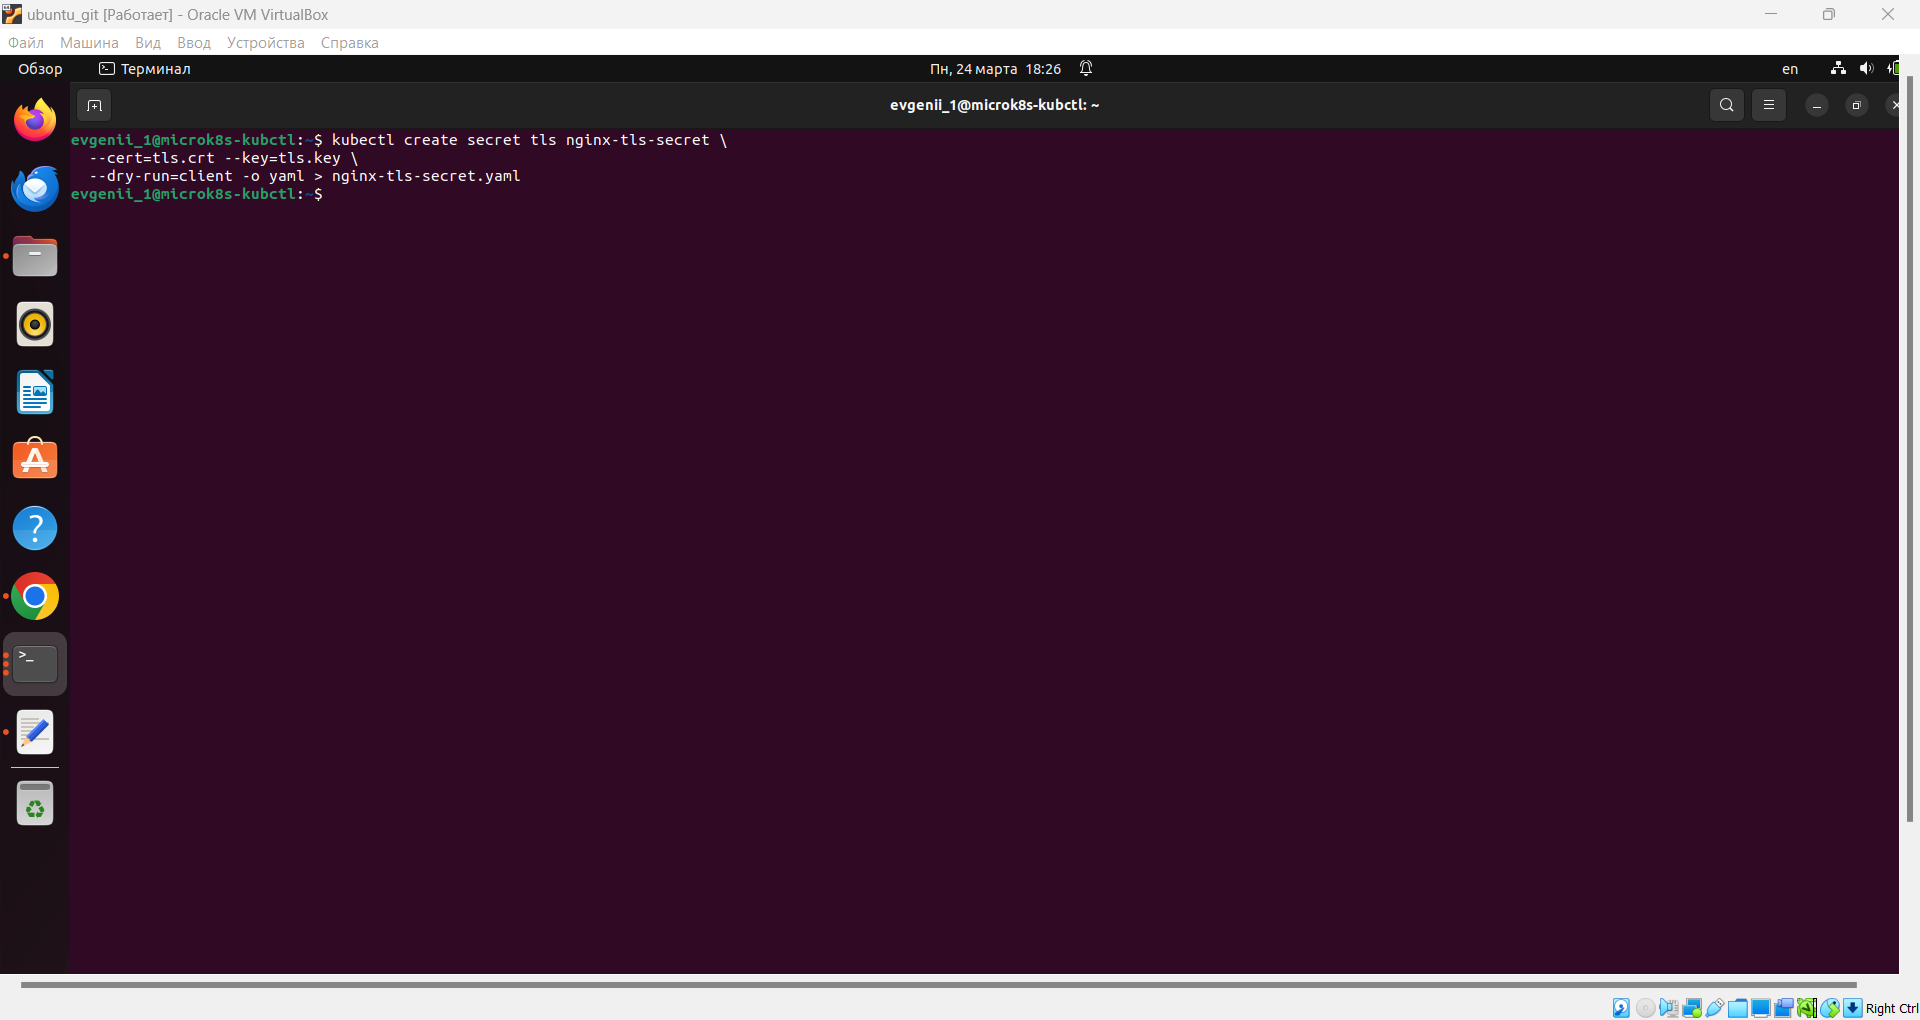 ubuntu_git [Работает] - Oracle VM VirtualBox
Файл Машина Вид Ввод Устройства Справка
Обзор Терминал Пн, 24 марта 18:26 en
evgenii_1@microk8s-kubctl: ~
evgenii_1@microk8s-kubctl:~$ kubectl create secret tls nginx-tls-secret \
--cert=tls.crt --key=tls.key \
--dry-run=client -o yaml > nginx-tls-secret.yaml
evgenii_1@microk8s-kubctl:~$
Right Ctrl